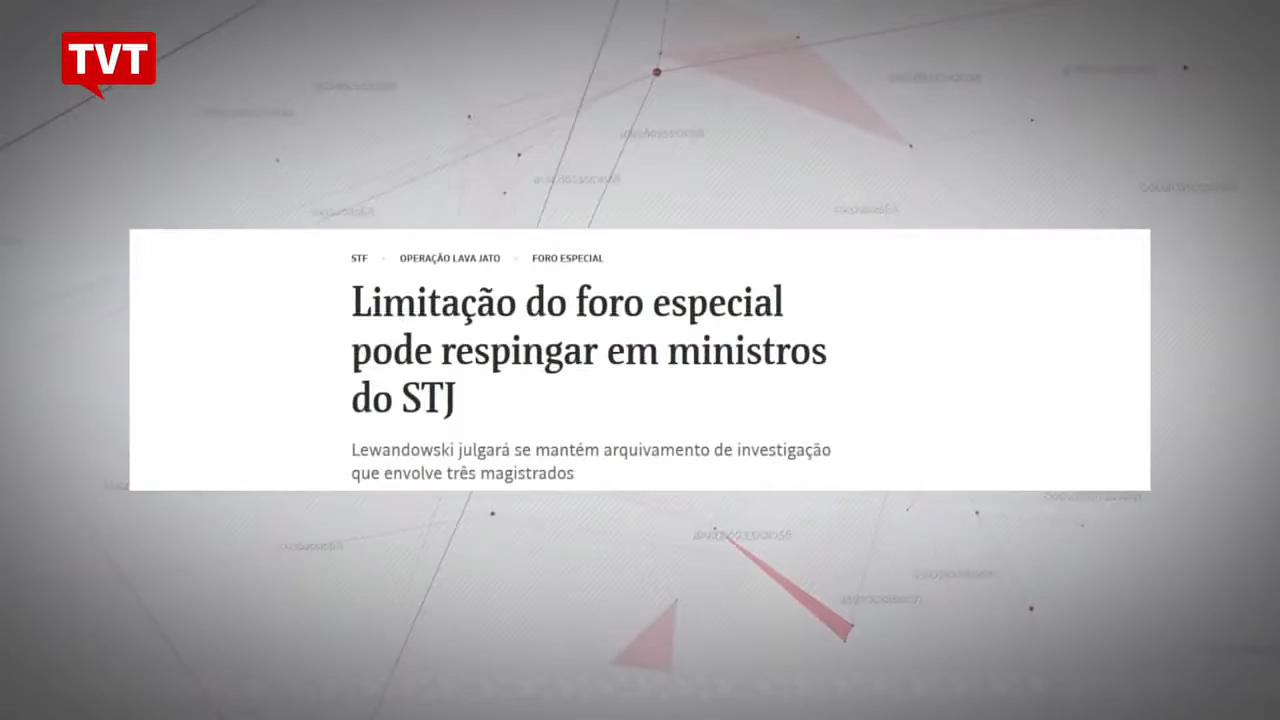 TVT
STF OPERAÇÃO LAVA JATO FORO ESPECIAL
Limitação do foro especial
pode respingar em ministros
do STJ
Lewandowski julgará se mantém arquivamento de investigação
que envolve três magistrados